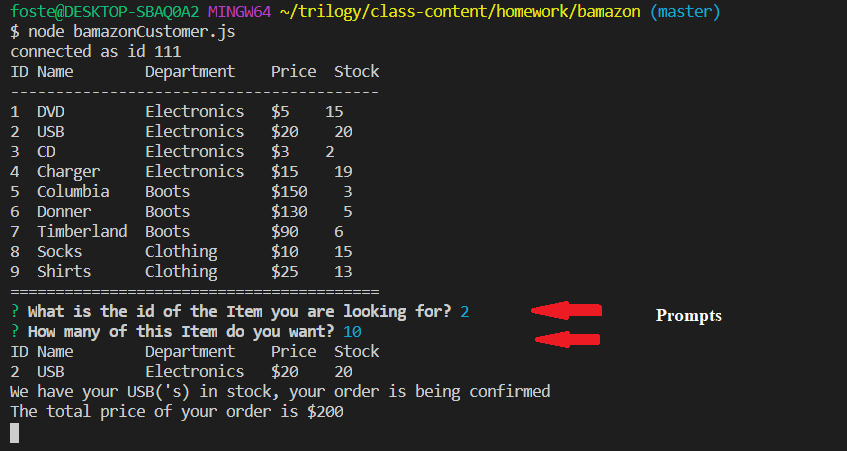 foste@DESKTOP-SBAQ0A2 MINGW64 ~/trilogy/class-content/homework/bamazon (master)
$ node bamazonCustomer.js
connected as id 111
ID Name        Department    Price  Stock
-----------------------------------------
1  DVD         Electronics   $5    15
2  USB         Electronics   $20    20
3  CD          Electronics   $3    2
4  Charger     Electronics   $15    19
5  Columbia    Boots         $150    3
6  Donner      Boots         $130    5
7  Timberland  Boots         $90    6
8  Socks       Clothing      $10    15
9  Shirts      Clothing      $25    13
=========================================
? What is the id of the Item you are looking for? 2
Prompts
? How many of this Item do you want? 10
ID Name        Department    Price  Stock
2  USB         Electronics   $20    20
We have your USB('s) in stock, your order is being confirmed
The total price of your order is $200